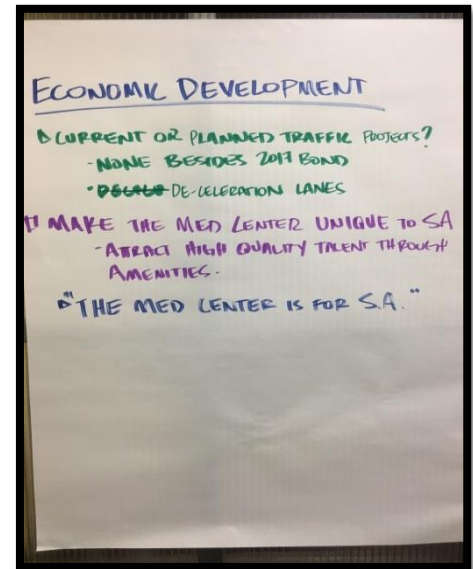 ECONOMIC DEVELOPMENT
CURRENT OR PLANNED TRAFFIC PROJECTS?
- NONE BESIDES 2017 BOND
- DE-CELERATION LANES
MAKE THE MED CENTER UNIQUE TO SA
- ATTRACT HIGH QUALITY TALENT THROUGH
AMENITIES.
"THE MED CENTER IS FOR S.A."